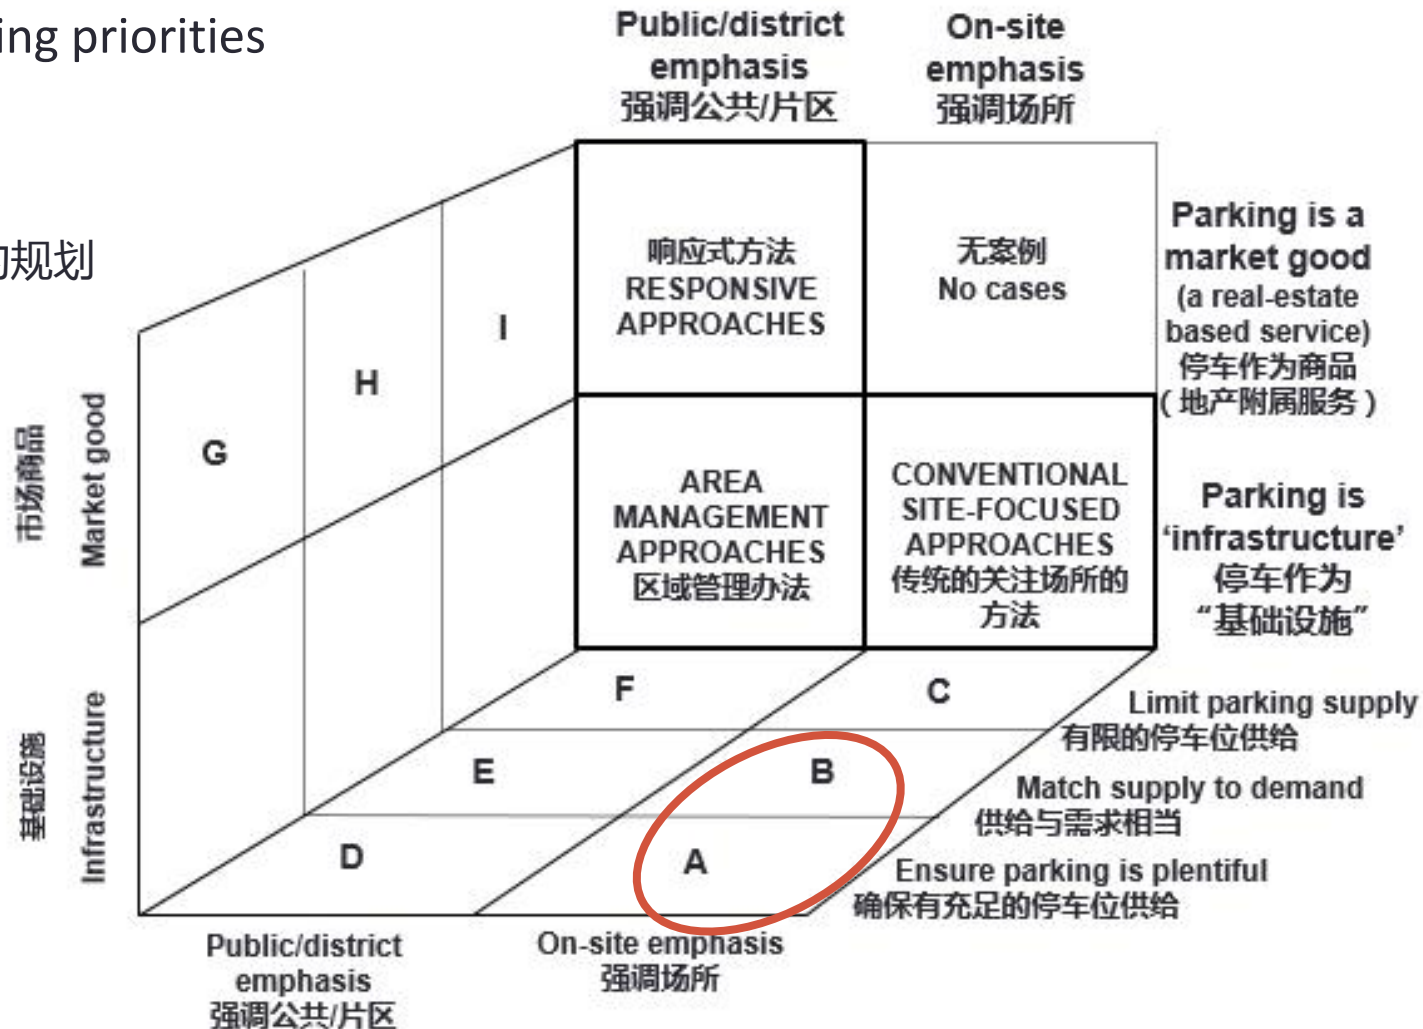 ing priorities
的规划
Public/district
emphasis
强调公共/片区
On-site
emphasis
强调场所
响应式方法
RESPONSIVE
APPROACHES
无案例
No cases
Parking is a
market good
(a real-estate
based service)
停车作为商品
(地产附属服务)
AREA
MANAGEMENT
APPROACHES
区域管理办法
CONVENTIONAL
SITE-FOCUSED
APPROACHES
传统的关注场所的
方法
Parking is
‘infrastructure’
停车作为
“基础设施”
市场商品
Market good
基础设施
Infrastructure
G
H
I
F
C
E
B
D
A
Limit parking supply
有限的停车位供给
Match supply to demand
供给与需求相当
Ensure parking is plentiful
确保有充足的停车位供给
Public/district
emphasis
强调公共/片区
On-site emphasis
强调场所